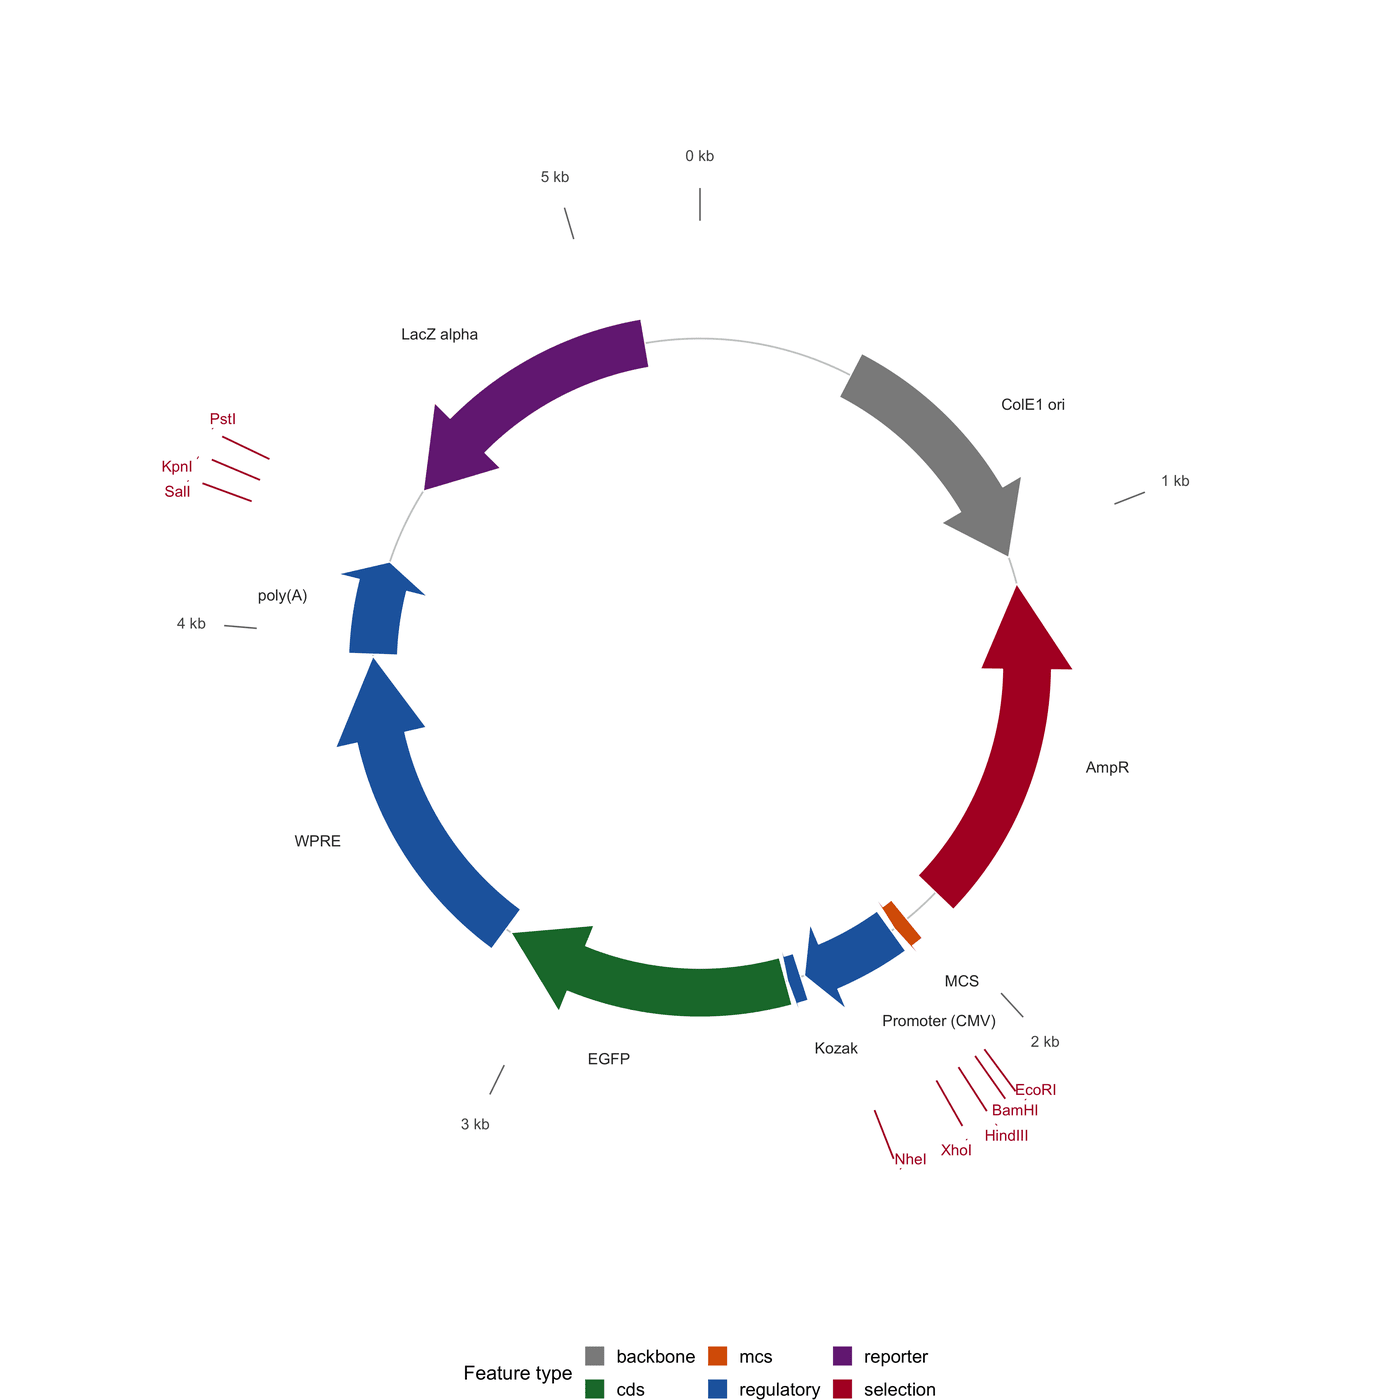 0 kb
5 kb
LacZ alpha
ColE1 ori
PstI
KpnI
SalI
1 kb
poly(A)
4 kb
AmpR
WPRE
MCS
Promoter (CMV)
2 kb
Kozak
EGFP
EcoRI
BamHI
HindIII
3 kb
XhoI
NheI
Feature type
backbone
mcs
reporter
cds
regulatory
selection